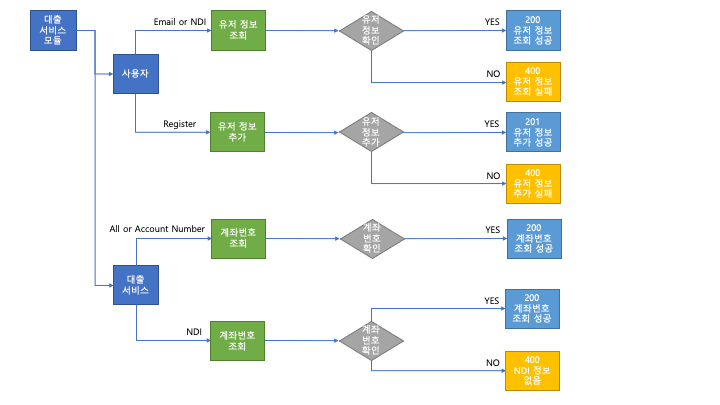 대출
서비스
모듈
Email or NDI
유저 정보
조회
유저
정보
확인
YES
200
유저 정보
조회 성공
사용자
NO
400
유저 정보
조회 실패
Register
유저 정보
추가
유저
정보
추가
YES
201
유저 정보
추가 성공
NO
400
유저 정보
추가 실패
All or Account Number
계좌번호
조회
계좌
번호
확인
YES
200
계좌번호
조회 성공
대출
서비스
NDI
계좌번호
조회
계좌
번호
확인
YES
200
계좌번호
조회 성공
NO
400
NDI 정보
없음